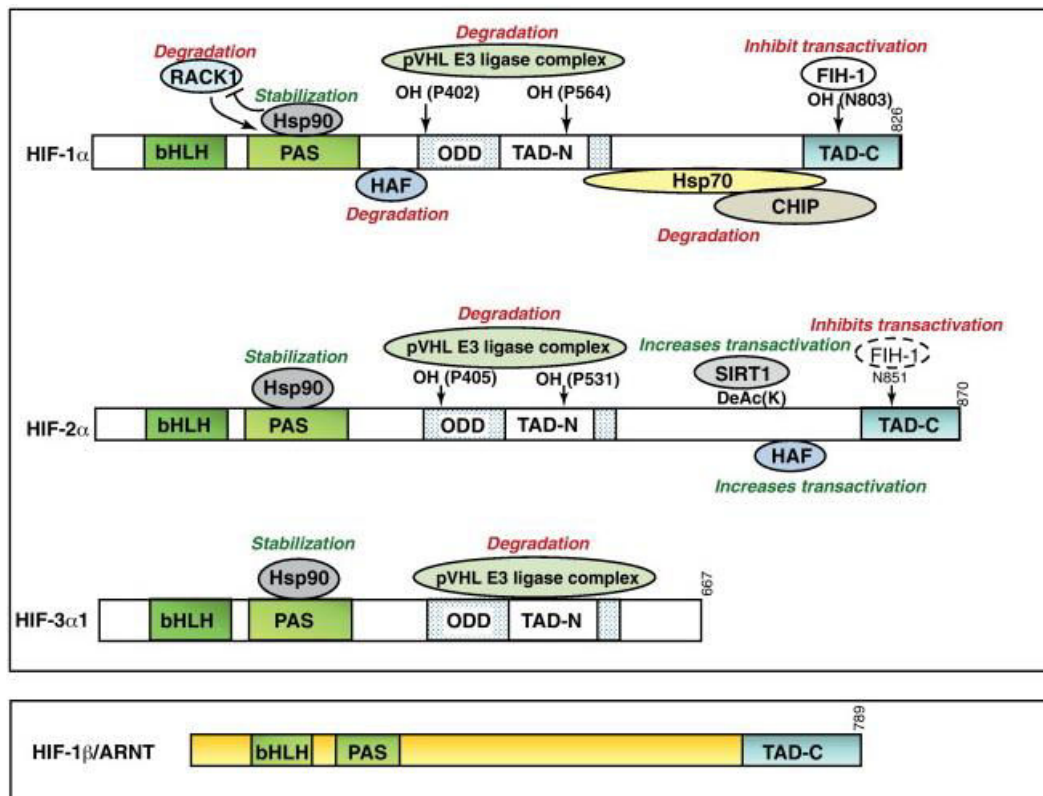 Degradation
RACK1
Stabilization
Hsp90
Degradation
pVHL E3 ligase complex
OH (P402)
OH (P564)
Inhibit transactivation
FIH-1
OH (N803)
826
HIF-1α
bHLH
PAS
ODD
TAD-N
TAD-C
HAF
Degradation
Hsp70
CHIP
Degradation
Stabilization
Hsp90
Degradation
pVHL E3 ligase complex
OH (P405)
OH (P531)
Increases transactivation
SIRT1
DeAc(K)
Inhibits transactivation
FIH-1
N851
870
HIF-2α
bHLH
PAS
ODD
TAD-N
TAD-C
HAF
Increases transactivation
Stabilization
Hsp90
Degradation
pVHL E3 ligase complex
667
HIF-3α1
bHLH
PAS
ODD
TAD-N
789
HIF-1β/ARNT
bHLH
PAS
TAD-C